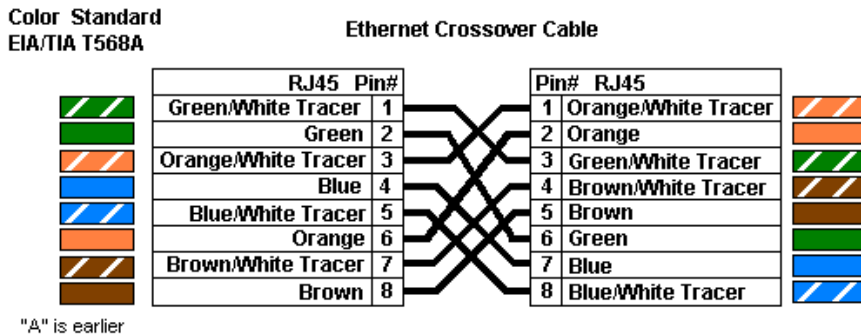 Color Standard
EIA/TIA T568A
Ethernet Crossover Cable
RJ45 Pin#
Green/White Tracer 1
Green 2
Orange/White Tracer 3
Blue 4
Blue/White Tracer 5
Orange 6
Brown/White Tracer 7
Brown 8
Pin# RJ45
1 Orange/White Tracer
2 Orange
3 Green/White Tracer
4 Brown/White Tracer
5 Brown
6 Green
7 Blue
8 Blue/White Tracer
"A" is earlier